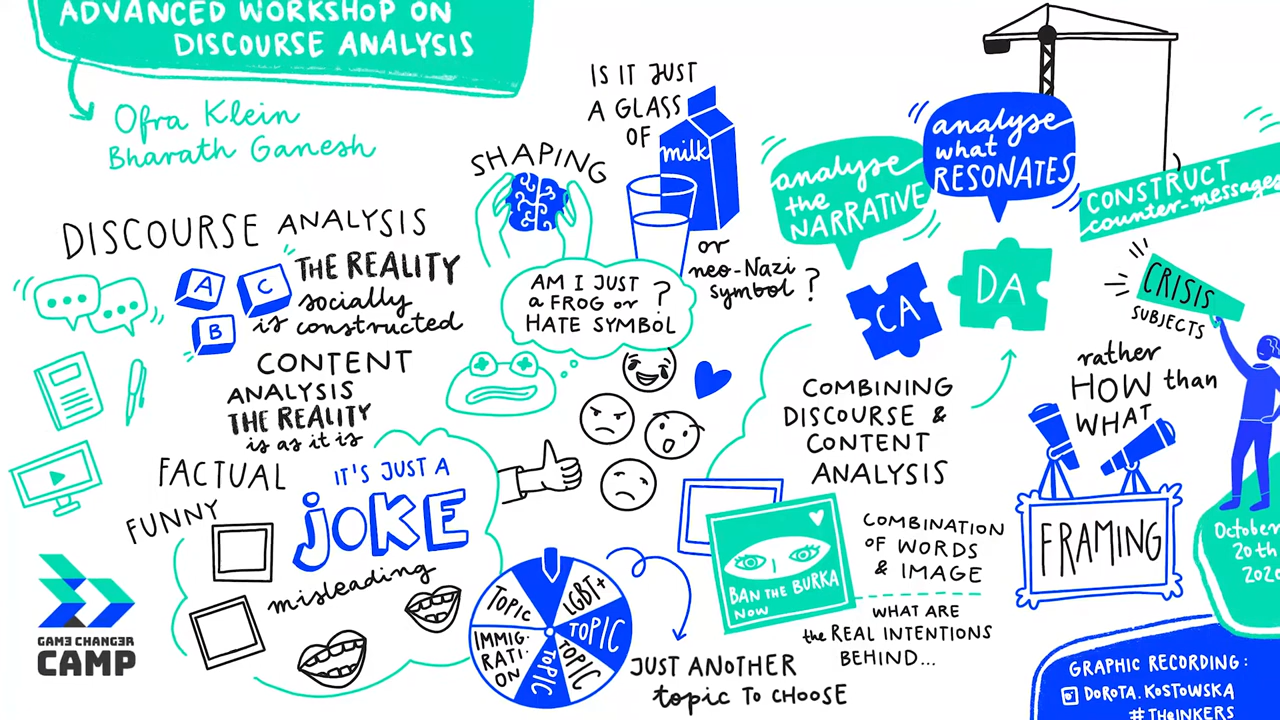 ADVANCED WORKSHOP ON
DISCOURSE ANALYSIS
Ofra Klein
Bharath Ganesh
DISCOURSE ANALYSIS
A
C
B
THE REALITY
socially
is constructed
CONTENT
ANALYSIS
THE REALITY
is as it is
FACTUAL
FUNNY
IT'S JUST A
JOKE
misleading
GAM3 CHANG3R
CAMP
SHAPING
IS IT JUST
A GLASS
OF
milk
or
neo-Nazi
symbol ?
AM I JUST
a FROG or ?
HATE SYMBOL
TOPIC
LGBT+
TOPIC
TOPIC
TOPIC
IMMIG-
RATI-
ON
JUST ANOTHER
topic TO CHOOSE
analyse
the
NARRATIVE
analyse
what
RESONATES
CONSTRUCT
counter-messages
CA
DA
COMBINING
DISCOURSE &
CONTENT
ANALYSIS
BAN THE BURKA
NOW
COMBINATION
OF WORDS
& IMAGE
WHAT ARE
the REAL INTENTIONS
BEHIND...
CRISIS
SUBJECTS
rather
HOW than
WHAT
FRAMING
October
20th
2020
GRAPHIC RECORDING:
DOROTA.KOSTOWSKA
#THEINKERS